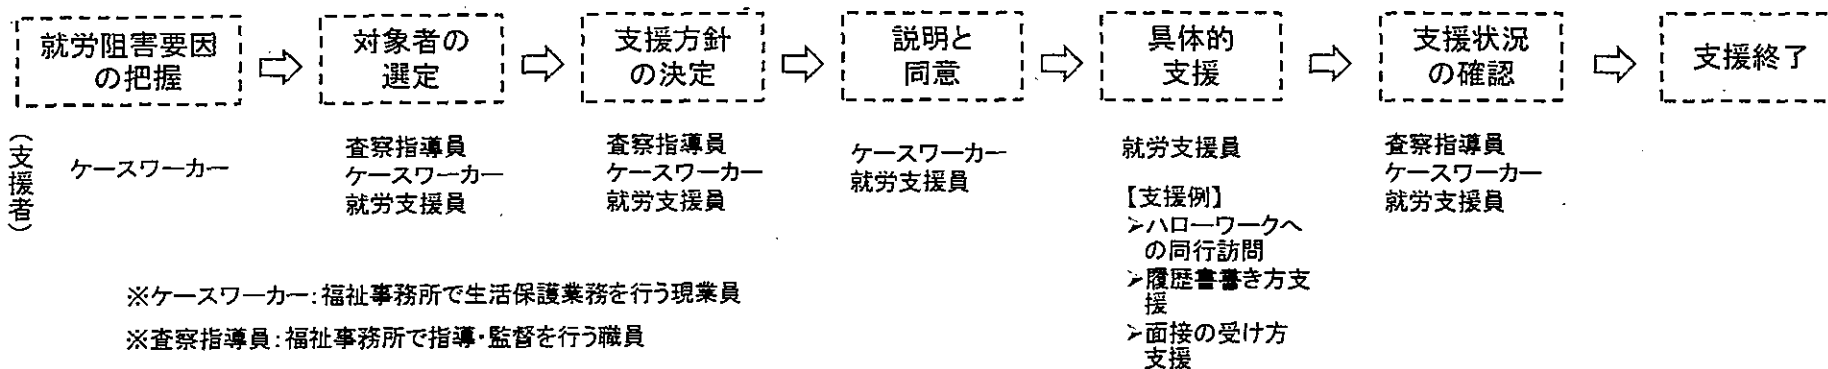 就労阻害要因
の把握
対象者の
選定
支援方針
の決定
説明と
同意
具体的
支援
支援状況
の確認
支援終了
(支援者)
ケースワーカー
査察指導員
ケースワーカー
就労支援員
査察指導員
ケースワーカー
就労支援員
ケースワーカー
就労支援員
就労支援員
【支援例】
➢ハローワークへ
の同行訪問
➢履歴書書き方支
援
➢面接の受け方
支援
査察指導員
ケースワーカー
就労支援員
※ケースワーカー:福祉事務所で生活保護業務を行う現業員
※査察指導員:福祉事務所で指導・監督を行う職員